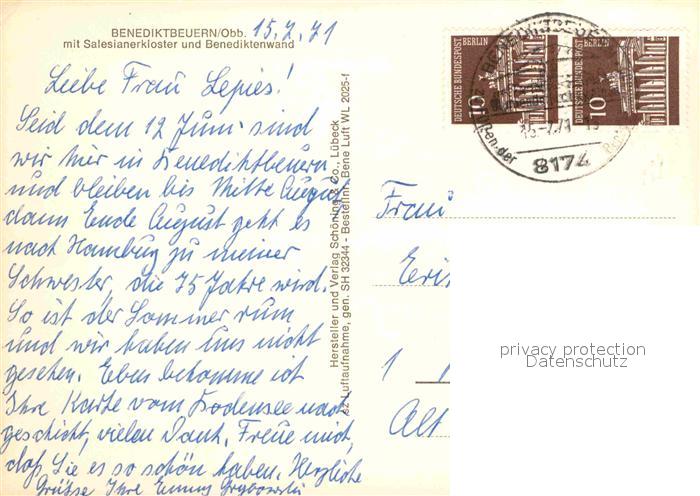 BENEDIKTBEUERN/Obb. 15.7.71
mit Salesianerkloster und Benediktenwand
Liebe Frau Lepies!
Seid dem 12 Juni sind
wir hier in Benediktbeuern
und bleiben bis Mitte August
dann Ende August geht es
nach Hamburg zu meiner
Schwester, die 75 Jahre wird.
So ist der Sommer rum
und wir haben uns nicht
gesehen. Eben bekomme ich
Ihre Karte vom Bodensee nach
geschickt, vielen Dank. Freue mich,
daß Sie es so schön haben. Herzliche
Grüsse Ihre
Hersteller und Verlag Schöning & Co., Lübeck
Luftaufnahme, gen. SH 32344 - Bestellnr. Bene Luft WL 2025-f
DEUTSCHE BUNDESPOST BERLIN 10
DEUTSCHE BUNDESPOST BERLIN 10
8174
Frau
Eri
1
Alt
privacy protection
Datenschutz